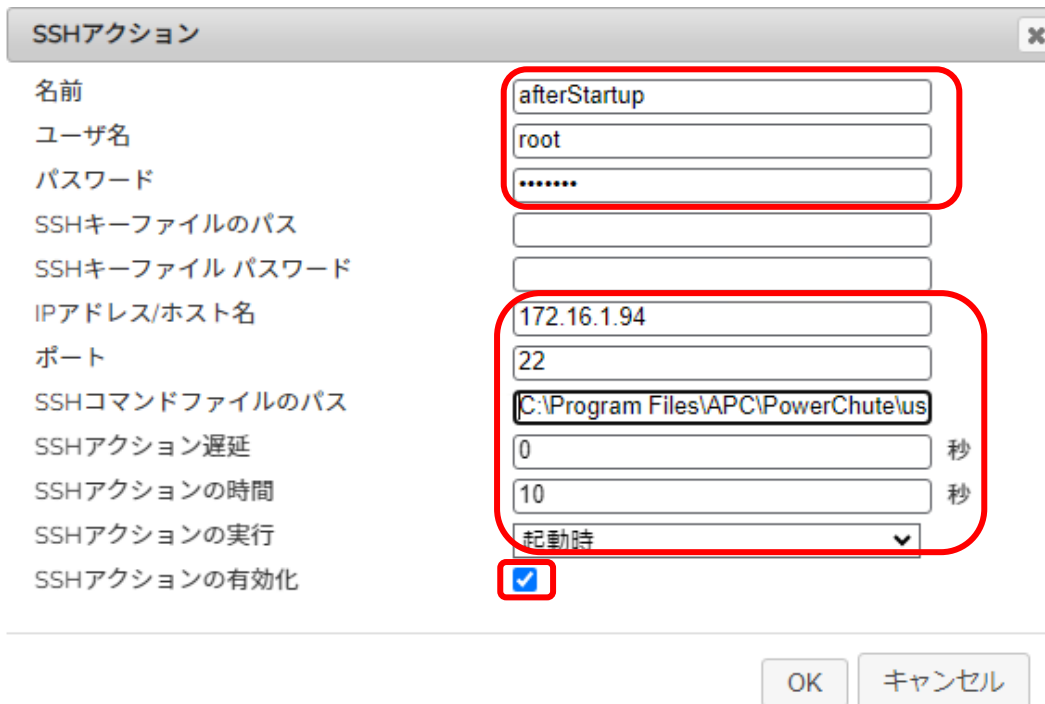 SSHアクション
名前 afterStartup
ユーザ名 root
パスワード •••••••
SSHキーファイルのパス
SSHキーファイル パスワード
IPアドレス/ホスト名 172.16.1.94
ポート 22
SSHコマンドファイルのパス C:\Program Files\APC\PowerChute\us
SSHアクション遅延 0 秒
SSHアクションの時間 10 秒
SSHアクションの実行 起動時
SSHアクションの有効化
OK キャンセル